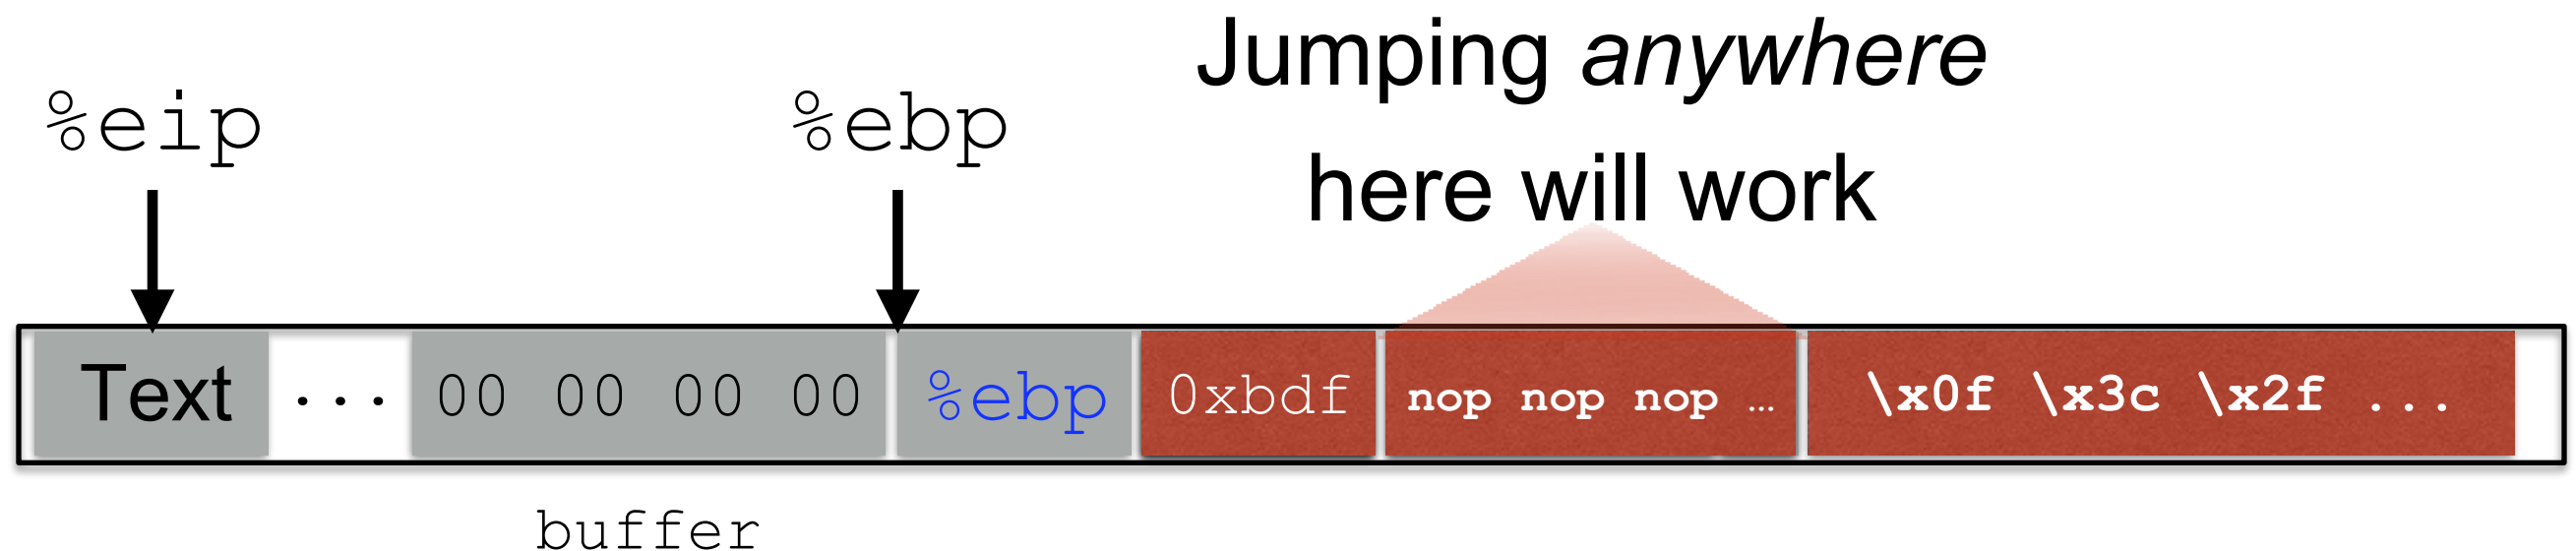 Jumping anywhere
%eip %ebp
here will work
Text ... 00 00 00 00 %ebp 0xbdf nop nop nop … \x0f \x3c \x2f ...
buffer